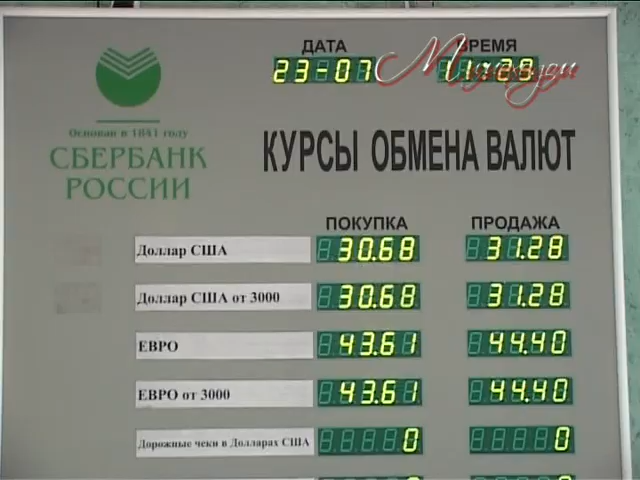 ДАТА ВРЕМЯ
23-07
Основан в 1841 году
СБЕРБАНК
РОССИИ
КУРСЫ ОБМЕНА ВАЛЮТ
ПОКУПКА ПРОДАЖА
Доллар США 30.68 31.28
Доллар США от 3000 30.68 31.28
ЕВРО 43.61 44.40
ЕВРО от 3000 43.61 44.40
Дорожные чеки в Долларах США 0 0